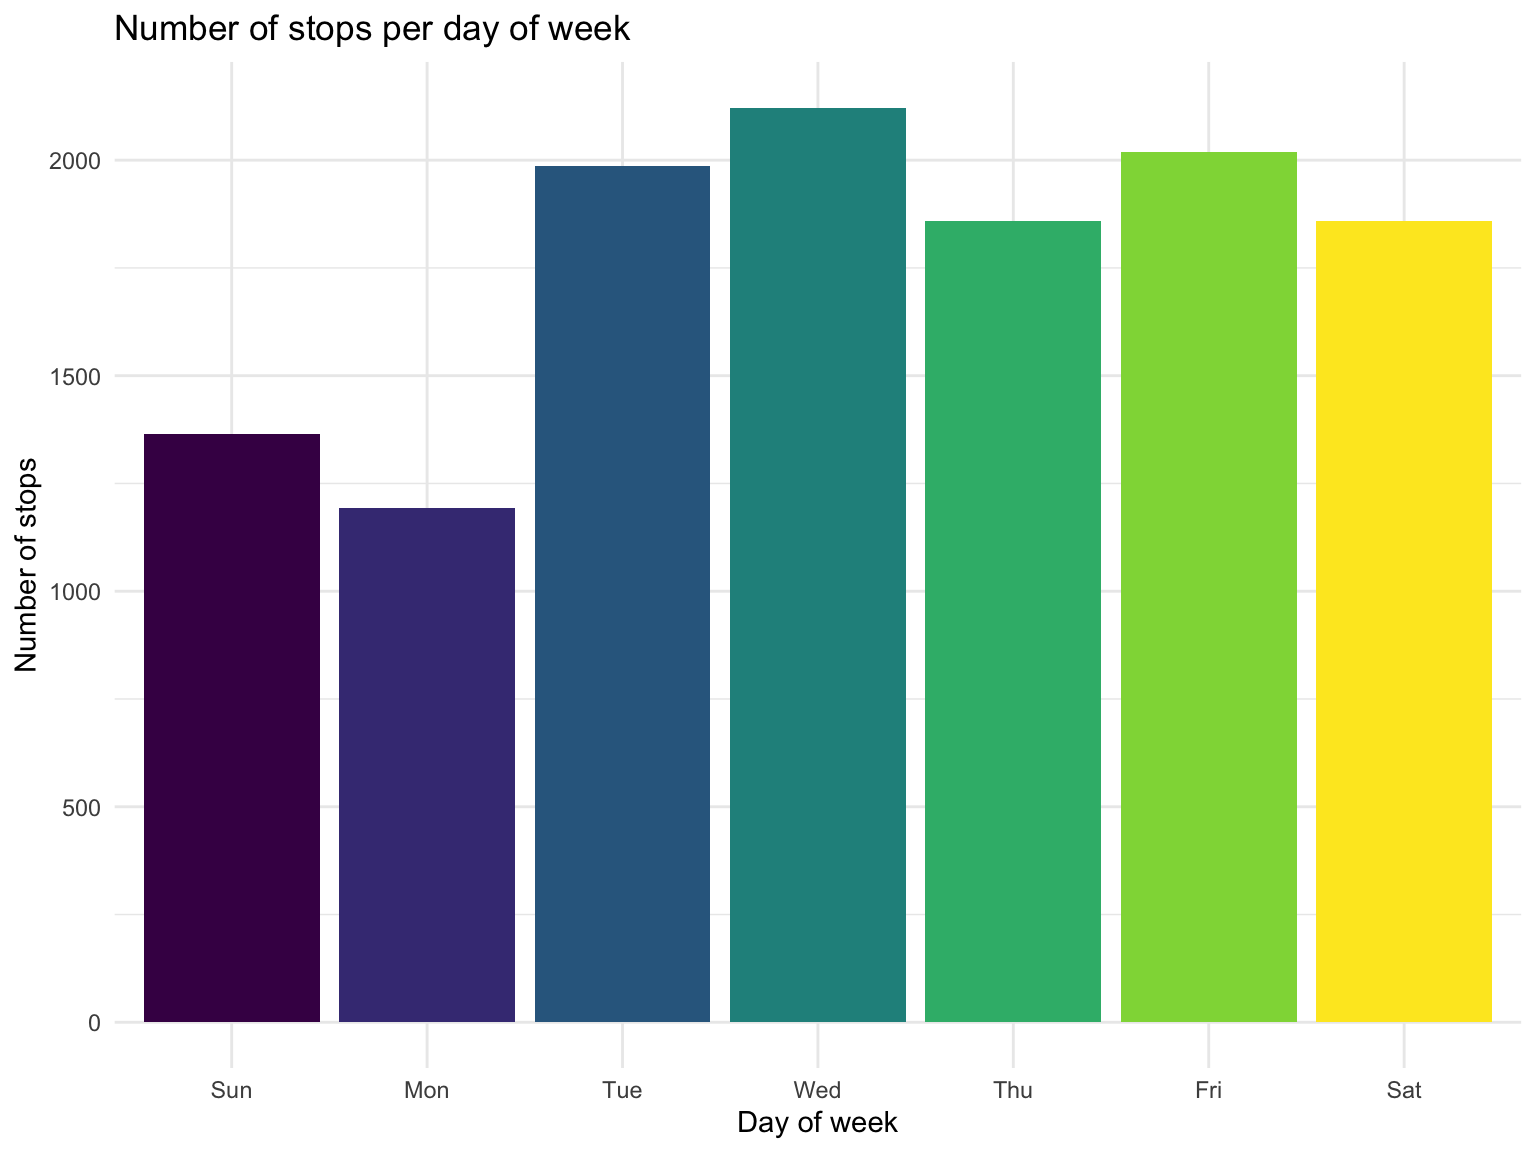 Number of stops per day of week
Number of stops
2000
1500
1000
500
0
Sun Mon Tue Wed Thu Fri Sat
Day of week